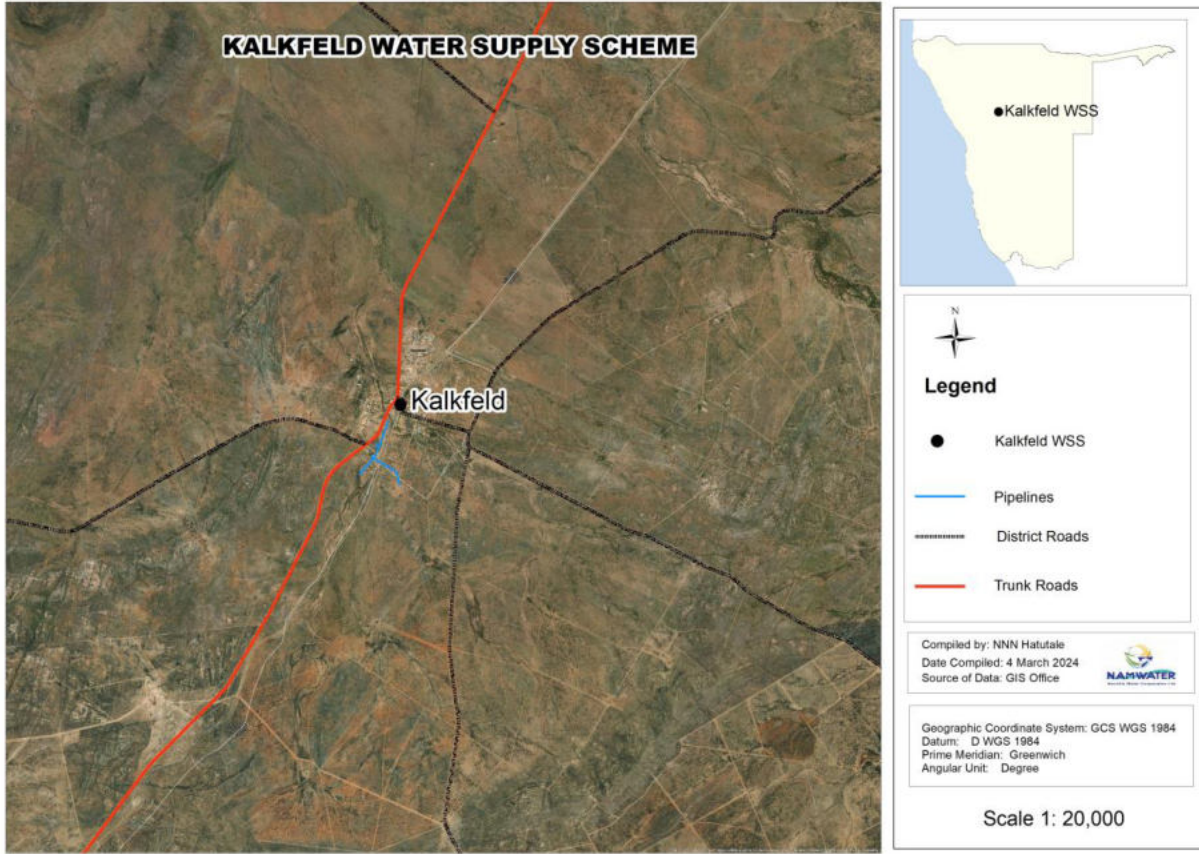 KALKFELD WATER SUPPLY SCHEME
Kalkfeld
Kalkfeld WSS
N
Legend
Kalkfeld WSS
Pipelines
District Roads
Trunk Roads
Compiled by: NNN Hatutale
Date Compiled: 4 March 2024
Source of Data: GIS Office
NAMWATER
Geographic Coordinate System: GCS WGS 1984
Datum: D WGS 1984
Prime Meridian: Greenwich
Angular Unit: Degree
Scale 1: 20,000